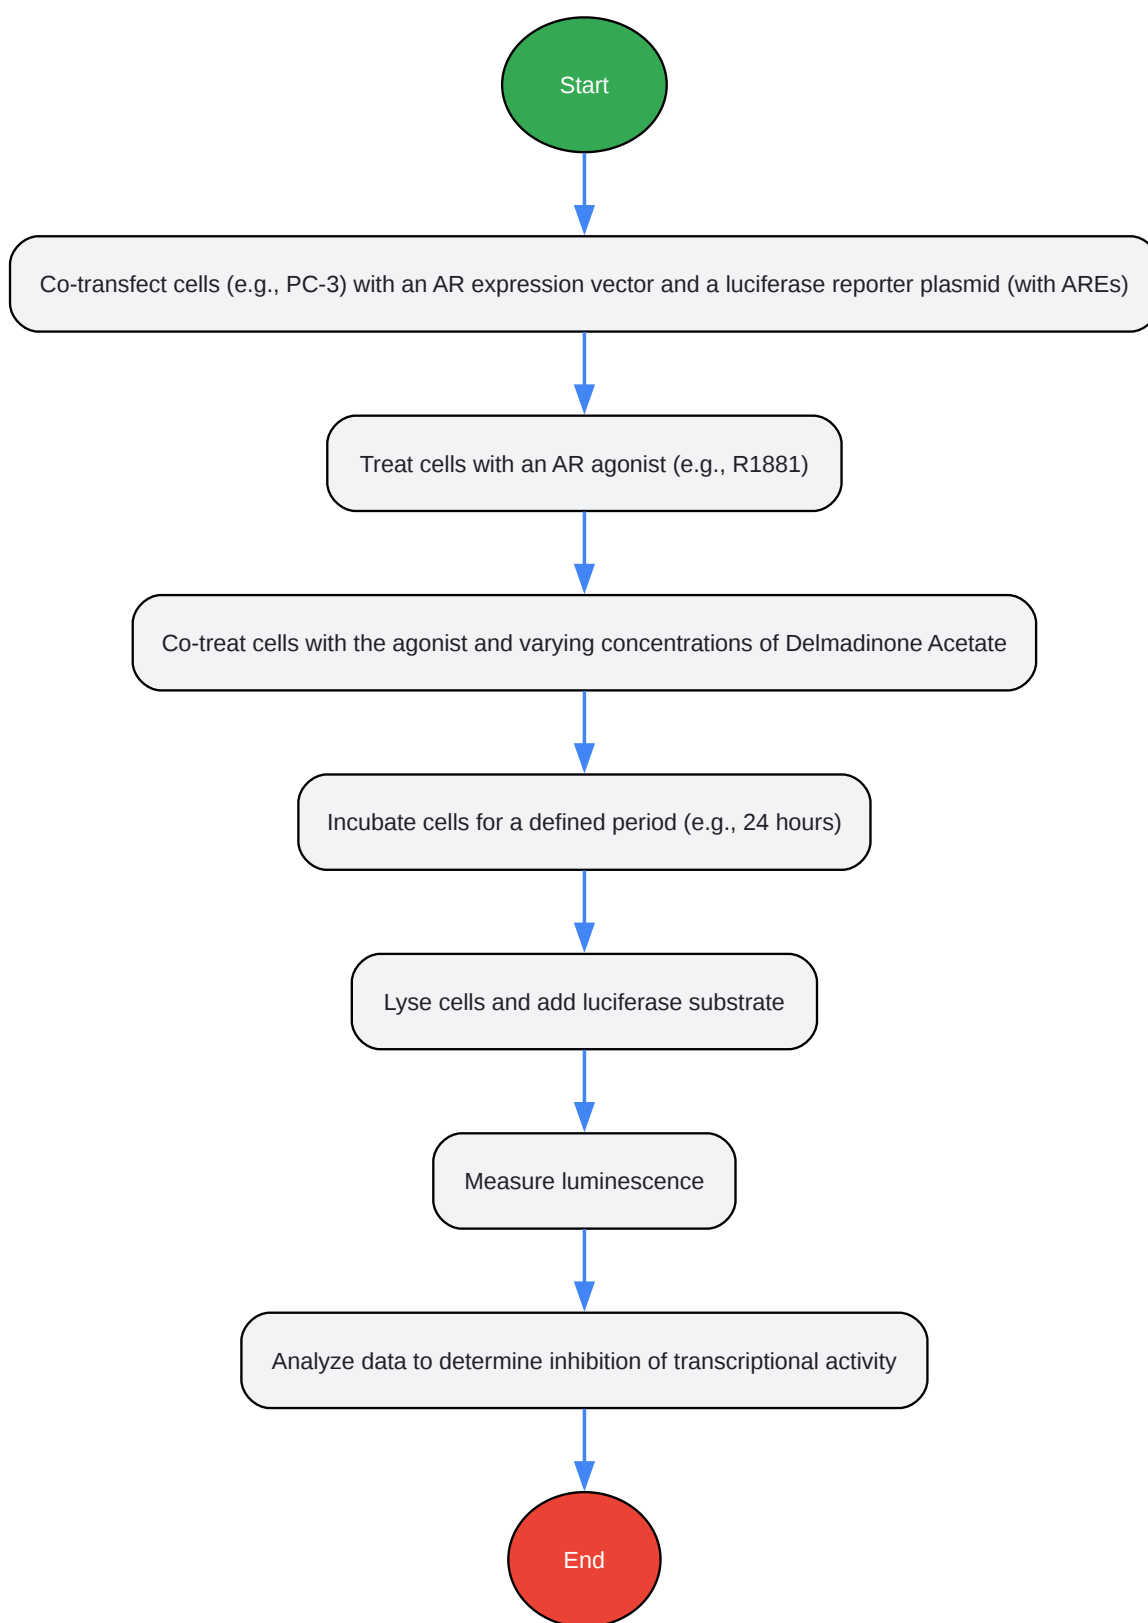 Start
Co-transfect cells (e.g., PC-3) with an AR expression vector and a luciferase reporter plasmid (with AREs)
Treat cells with an AR agonist (e.g., R1881)
Co-treat cells with the agonist and varying concentrations of Delmadinone Acetate
Incubate cells for a defined period (e.g., 24 hours)
Lyse cells and add luciferase substrate
Measure luminescence
Analyze data to determine inhibition of transcriptional activity
End